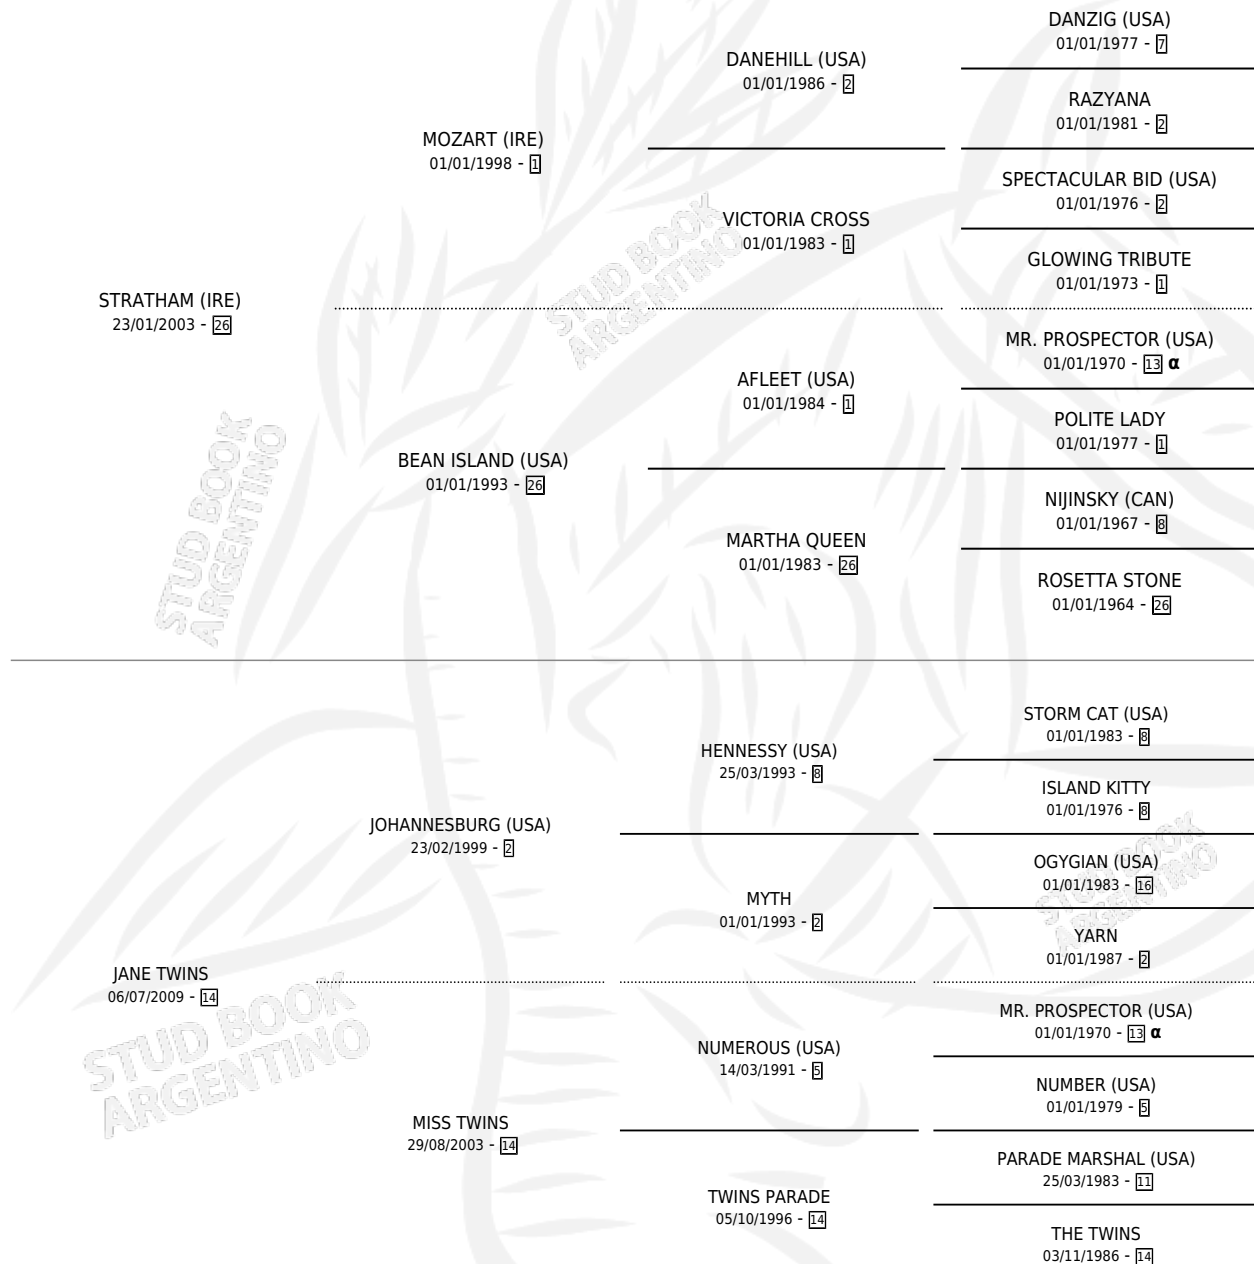 DANZIG (USA)
01/01/1977 - 7
DANEHILL (USA)
01/01/1986 - 2
RAZYANA
01/01/1981 - 2
MOZART (IRE)
01/01/1998 - 1
SPECTACULAR BID (USA)
01/01/1976 - 2
VICTORIA CROSS
01/01/1983 - 1
GLOWING TRIBUTE
01/01/1973 - 1
STRATHAM (IRE)
23/01/2003 - 26
MR. PROSPECTOR (USA)
01/01/1970 - 13 α
AFLEET (USA)
01/01/1984 - 1
POLITE LADY
01/01/1977 - 1
BEAN ISLAND (USA)
01/01/1993 - 26
NIJINSKY (CAN)
01/01/1967 - 8
MARTHA QUEEN
01/01/1983 - 26
ROSETTA STONE
01/01/1964 - 26
STORM CAT (USA)
01/01/1983 - 8
HENNESSY (USA)
25/03/1993 - 8
ISLAND KITTY
01/01/1976 - 8
JOHANNESBURG (USA)
23/02/1999 - 2
OGYGIAN (USA)
01/01/1983 - 16
MYTH
01/01/1993 - 2
YARN
01/01/1987 - 2
JANE TWINS
06/07/2009 - 14
MR. PROSPECTOR (USA)
01/01/1970 - 13 α
NUMEROUS (USA)
14/03/1991 - 5
NUMBER (USA)
01/01/1979 - 5
MISS TWINS
29/08/2003 - 14
PARADE MARSHAL (USA)
25/03/1983 - 11
TWINS PARADE
05/10/1996 - 14
THE TWINS
03/11/1986 - 14
STUD BOOK
ARGENTINO
STUD BOOK
ARGENTINO
STUD BOOK
ARGENTINO
STUD BOOK
ARGENTINO